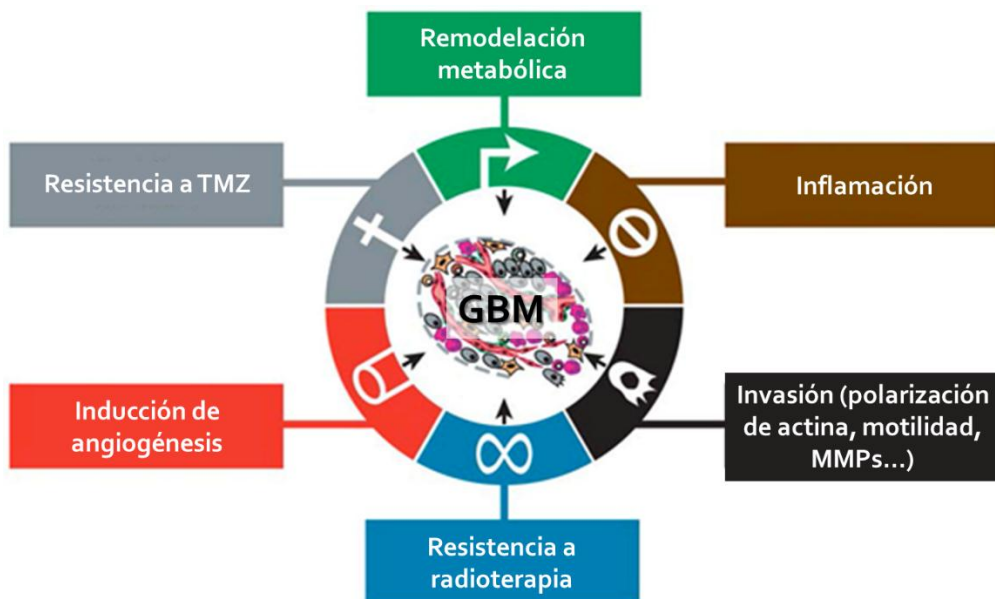 Remodelación
metabólica
Resistencia a TMZ
Inflamación
GBM
Inducción de
angiogénesis
Invasión (polarización
de actina, motilidad,
MMPs...)
Resistencia a
radioterapia